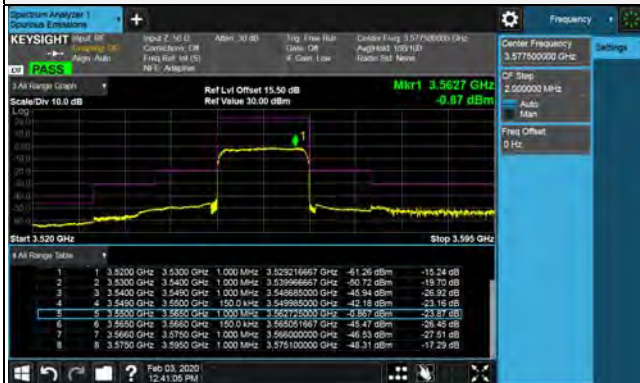 Spectrum Analyzer 1
Spurious Emissions
Frequency
KEYSIGHT Input: RF
Coupling: DC
Align: Auto
Input Z: 50 Ω
Corrections: Off
Freq Ref: Int (S)
NFE: Adaptive
Atten: 30 dB
Trig: Free Run
Gate: Off
IF Gain: Low
Center Freq: 3.577500000 GHz
Avg|Hold: 100/100
Radio Std: None
PASS
Center Frequency
3.577500000 GHz
Settings
CF Step
2.000000 MHz
Auto
Man
Freq Offset
0 Hz
3 All Range Graph
Scale/Div 10.0 dB
Ref Lvl Offset 15.50 dB
Ref Value 30.00 dBm
Mkr1 3.5627 GHz
-0.87 dBm
Log
1
Start 3.520 GHz
Stop 3.595 GHz
All Range Table
1 1 3.5200 GHz 3.5300 GHz 1.000 MHz 3.529216667 GHz -61.26 dBm -15.24 dB
2 2 3.5300 GHz 3.5400 GHz 1.000 MHz 3.539966667 GHz -50.72 dBm -19.70 dB
3 3 3.5400 GHz 3.5490 GHz 1.000 MHz 3.548685000 GHz -45.94 dBm -26.92 dB
4 4 3.5490 GHz 3.5500 GHz 150.0 kHz 3.549985000 GHz -42.18 dBm -23.16 dB
5 5 3.5500 GHz 3.5650 GHz 1.000 MHz 3.562725000 GHz -0.867 dBm -23.87 dB
6 6 3.5650 GHz 3.5660 GHz 150.0 kHz 3.565051667 GHz -45.47 dBm -26.45 dB
7 7 3.5660 GHz 3.5750 GHz 1.000 MHz 3.566000000 GHz -46.53 dBm -27.51 dB
8 8 3.5750 GHz 3.5950 GHz 1.000 MHz 3.575100000 GHz -48.31 dBm -17.29 dB
Feb 03, 2020
12:41:05 PM